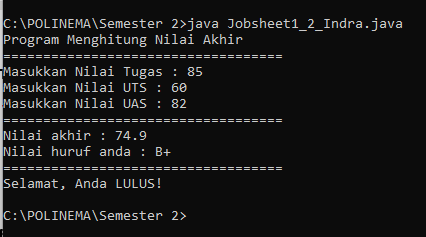 C:\POLINEMA\Semester 2>java Jobsheet1_2_Indra.java
Program Menghitung Nilai Akhir
===================================
Masukkan Nilai Tugas : 85
Masukkan Nilai UTS : 60
Masukkan Nilai UAS : 82
===================================
Nilai akhir : 74.9
Nilai huruf anda : B+
===================================
Selamat, Anda LULUS!
C:\POLINEMA\Semester 2>